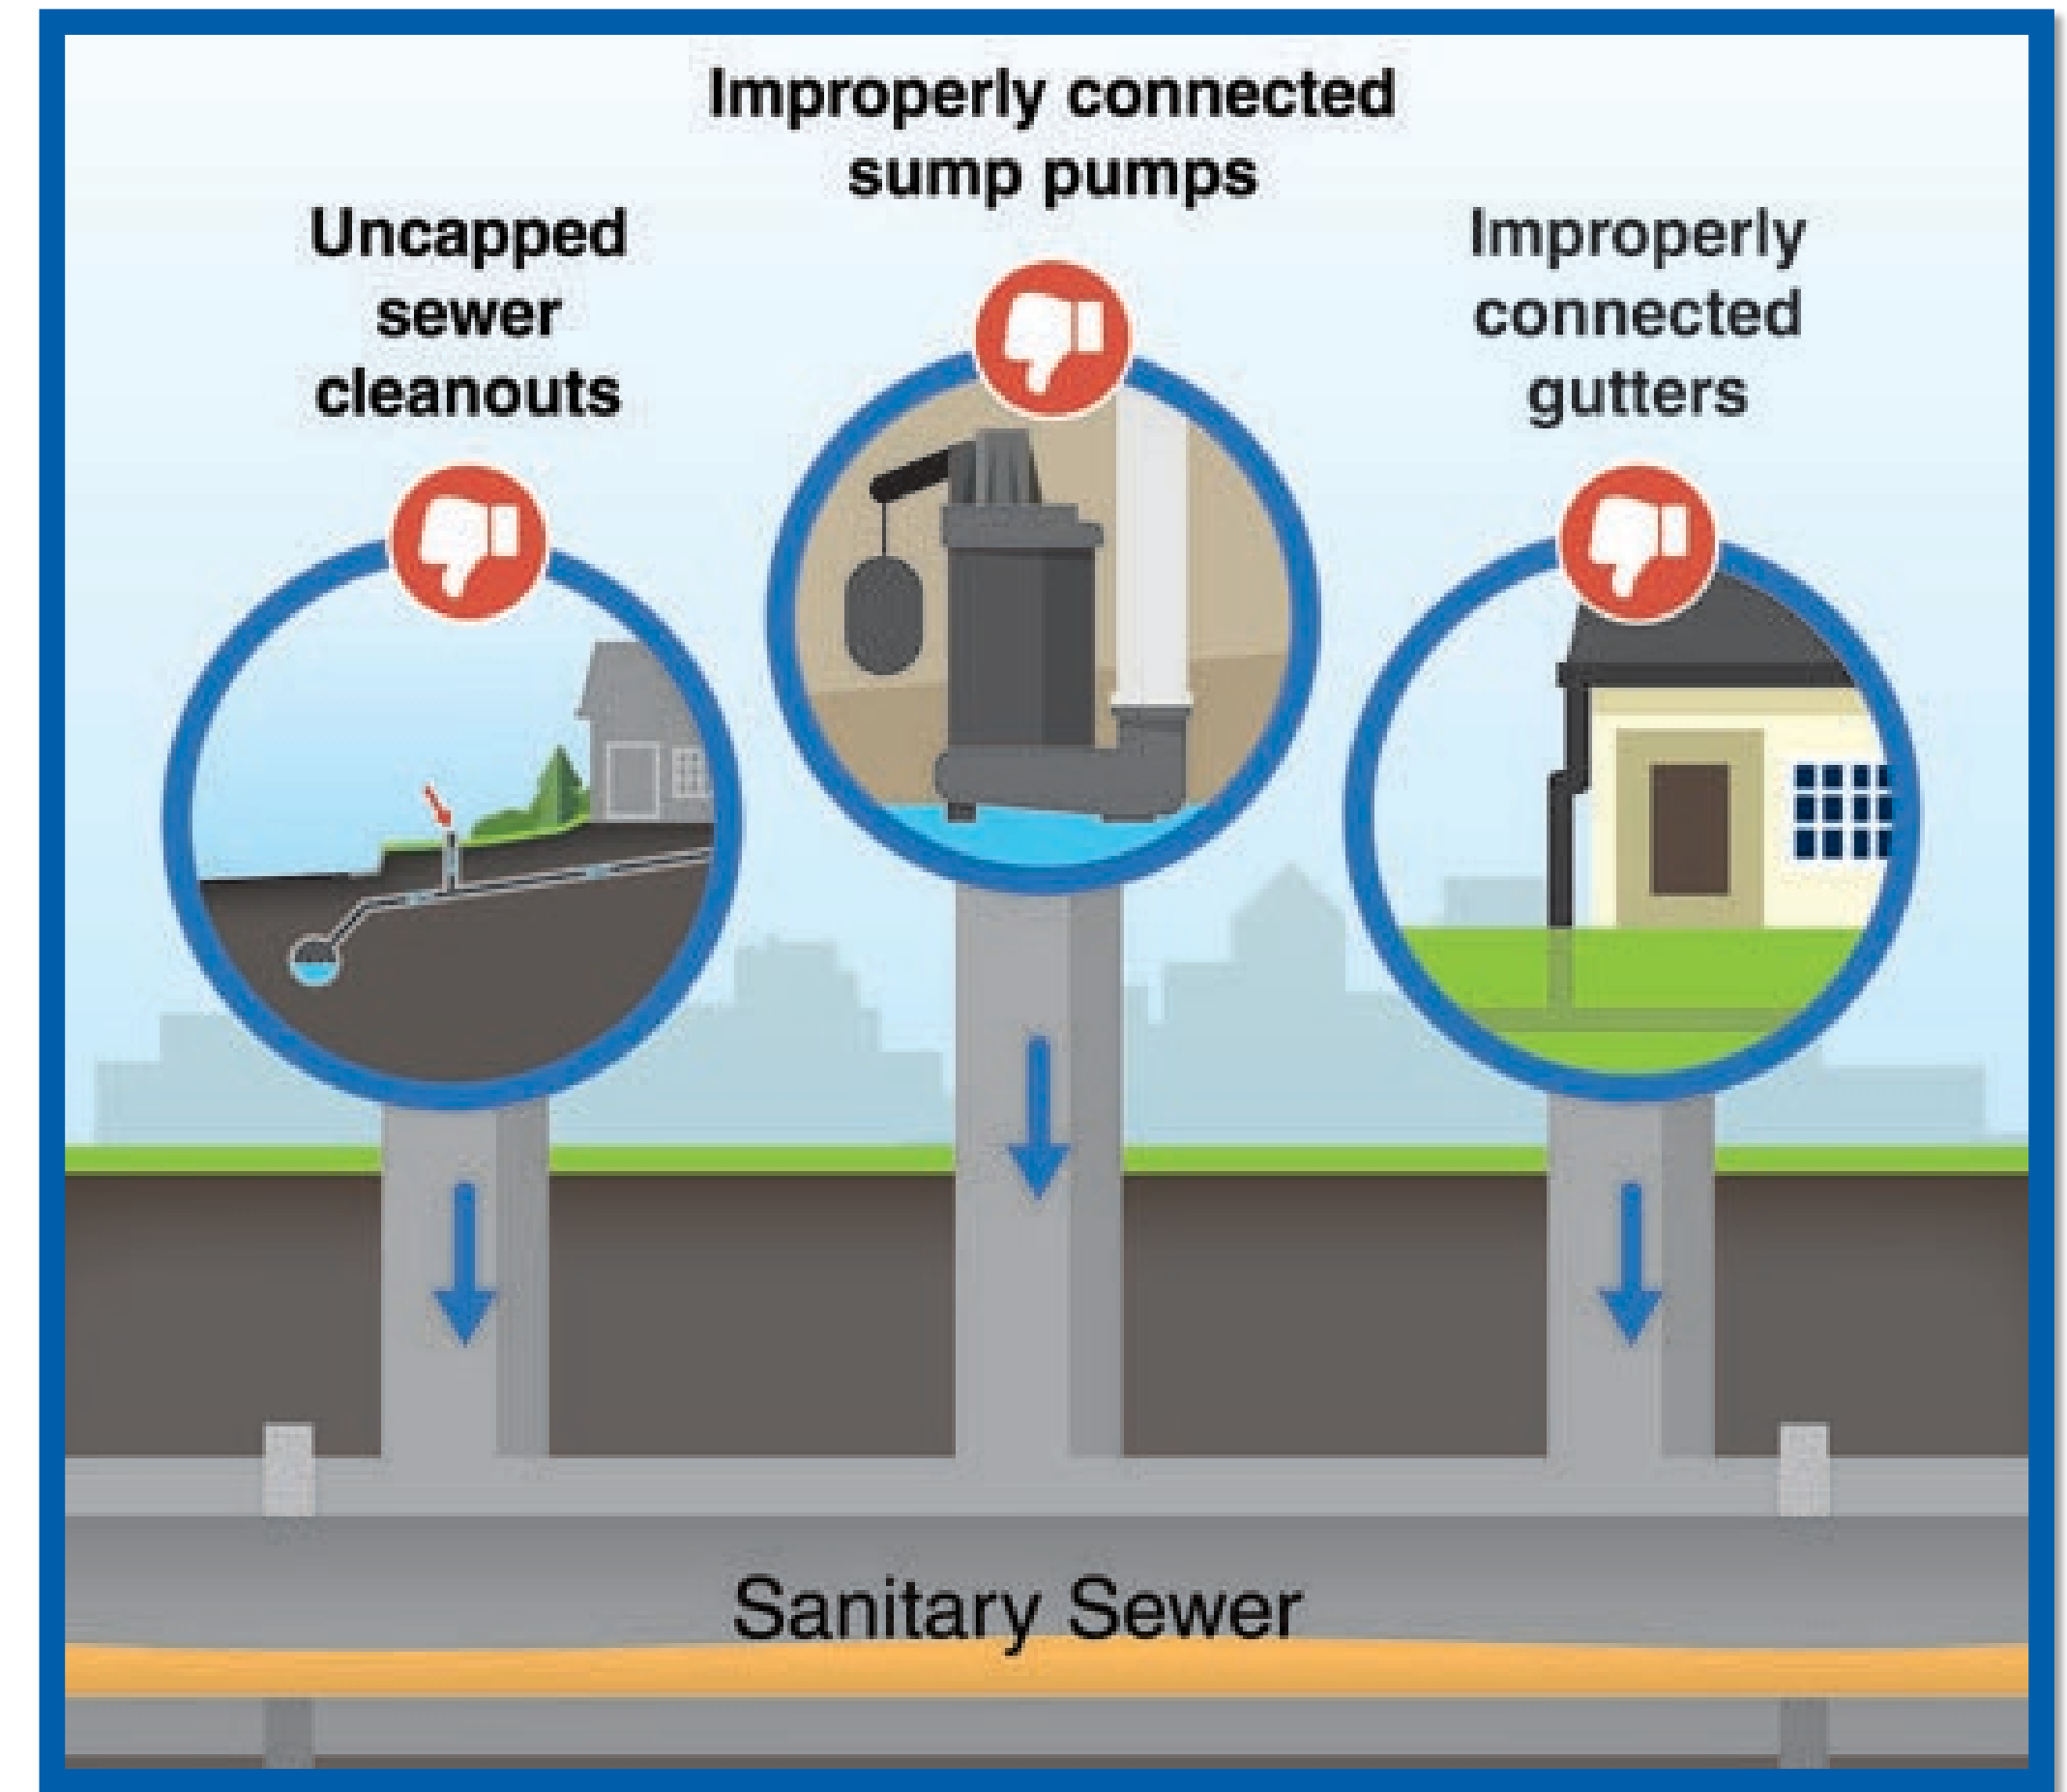 Improperly connected
sump pumps
Uncapped
sewer
cleanouts
Improperly
connected
gutters
Sanitary Sewer